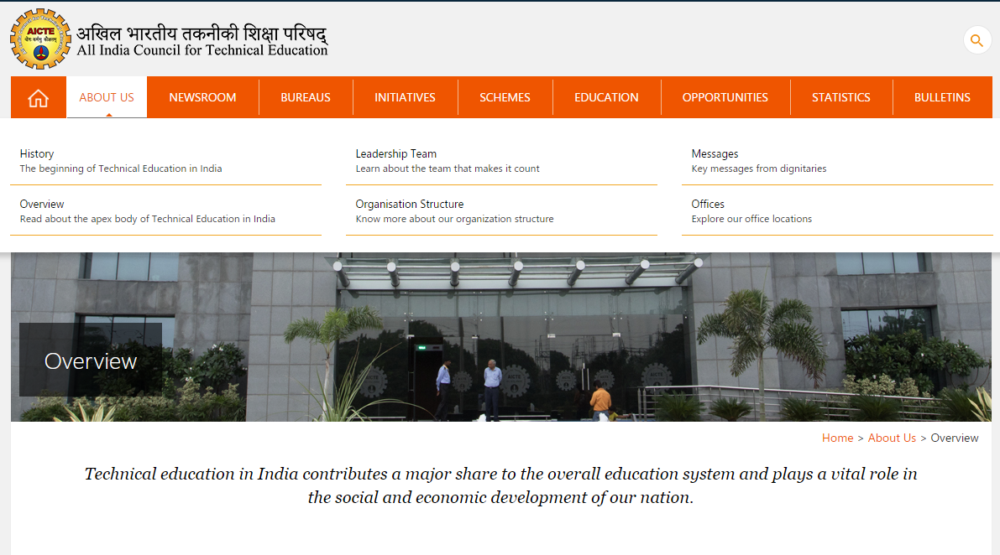 AICTE
अखिल भारतीय तकनीकी शिक्षा परिषद्
All India Council for Technical Education
ABOUT US
NEWSROOM
BUREAUS
INITIATIVES
SCHEMES
EDUCATION
OPPORTUNITIES
STATISTICS
BULLETINS
History
The beginning of Technical Education in India
Leadership Team
Learn about the team that makes it count
Messages
Key messages from dignitaries
Overview
Read about the apex body of Technical Education in India
Organisation Structure
Know more about our organization structure
Offices
Explore our office locations
Overview
AICTE
Home > About Us > Overview
Technical education in India contributes a major share to the overall education system and plays a vital role in
the social and economic development of our nation.